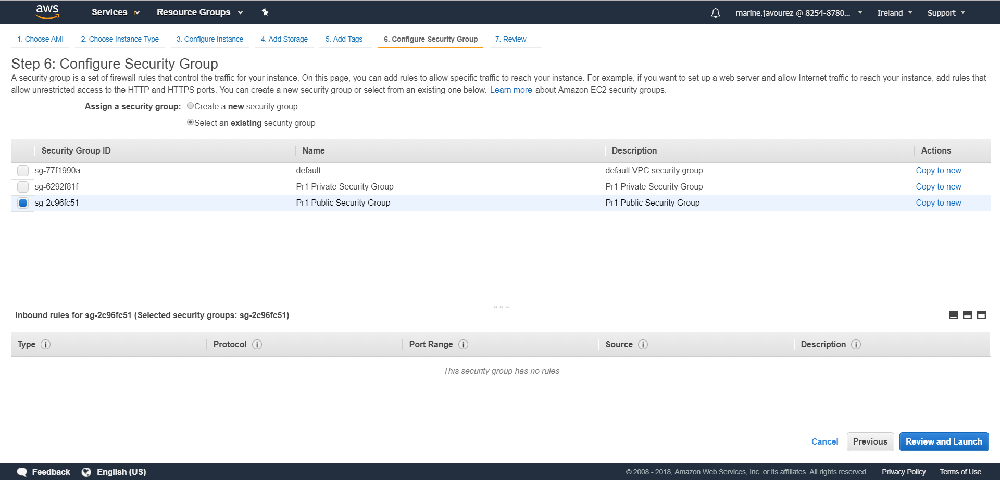 aws Services Resource Groups marine.javourez @ 8254-8780... Ireland Support
1. Choose AMI 2. Choose Instance Type 3. Configure Instance 4. Add Storage 5. Add Tags 6. Configure Security Group 7. Review
Step 6: Configure Security Group
A security group is a set of firewall rules that control the traffic for your instance. On this page, you can add rules to allow specific traffic to reach your instance. For example, if you want to set up a web server and allow Internet traffic to reach your instance, add rules that
allow unrestricted access to the HTTP and HTTPS ports. You can create a new security group or select from an existing one below. Learn more about Amazon EC2 security groups.
Assign a security group: Create a new security group
Select an existing security group
Security Group ID Name Description Actions
sg-77f1990a default default VPC security group Copy to new
sg-6292f81f Pr1 Private Security Group Pr1 Private Security Group Copy to new
sg-2c96fc51 Pr1 Public Security Group Pr1 Public Security Group Copy to new
Inbound rules for sg-2c96fc51 (Selected security groups: sg-2c96fc51)
Type i Protocol i Port Range i Source i Description i
This security group has no rules
Cancel Previous Review and Launch
Feedback English (US) © 2008 - 2018, Amazon Web Services, Inc. or its affiliates. All rights reserved. Privacy Policy Terms of Use